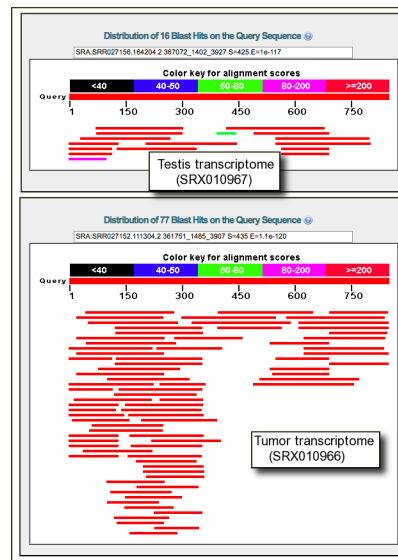 Distribution of 16 Blast Hits on the Query Sequence
SRA:SRR027156.164204.2 367072_1402_3927 S=425 E=1e-117
Color key for alignment scores
<40 40-50 50-80 80-200 >=200
Query
1 150 300 450 600 750
Testis transcriptome
(SRX010967)
Distribution of 77 Blast Hits on the Query Sequence
SRA:SRR027152.111304.2 361751_1485_3907 S=435 E=1.1e-120
Color key for alignment scores
<40 40-50 50-80 80-200 >=200
Query
1 150 300 450 600 750
Tumor transcriptome
(SRX010966)